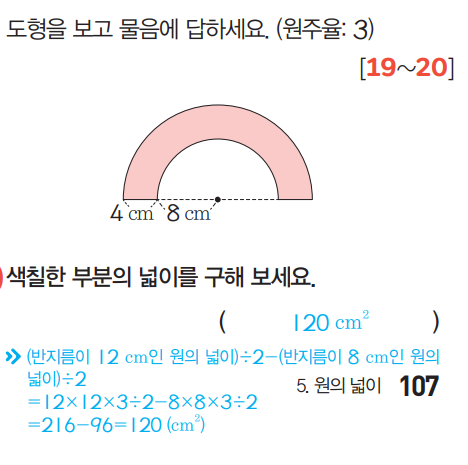 도형을 보고 물음에 답하세요. (원주율: 3)
[19~20]
4 cm 8 cm
색칠한 부분의 넓이를 구해 보세요.
( 120 cm² )
(반지름이 12 cm인 원의 넓이)÷2−(반지름이 8 cm인 원의
넓이)÷2
5. 원의 넓이 107
=12×12×3÷2−8×8×3÷2
=216−96=120 (cm²)